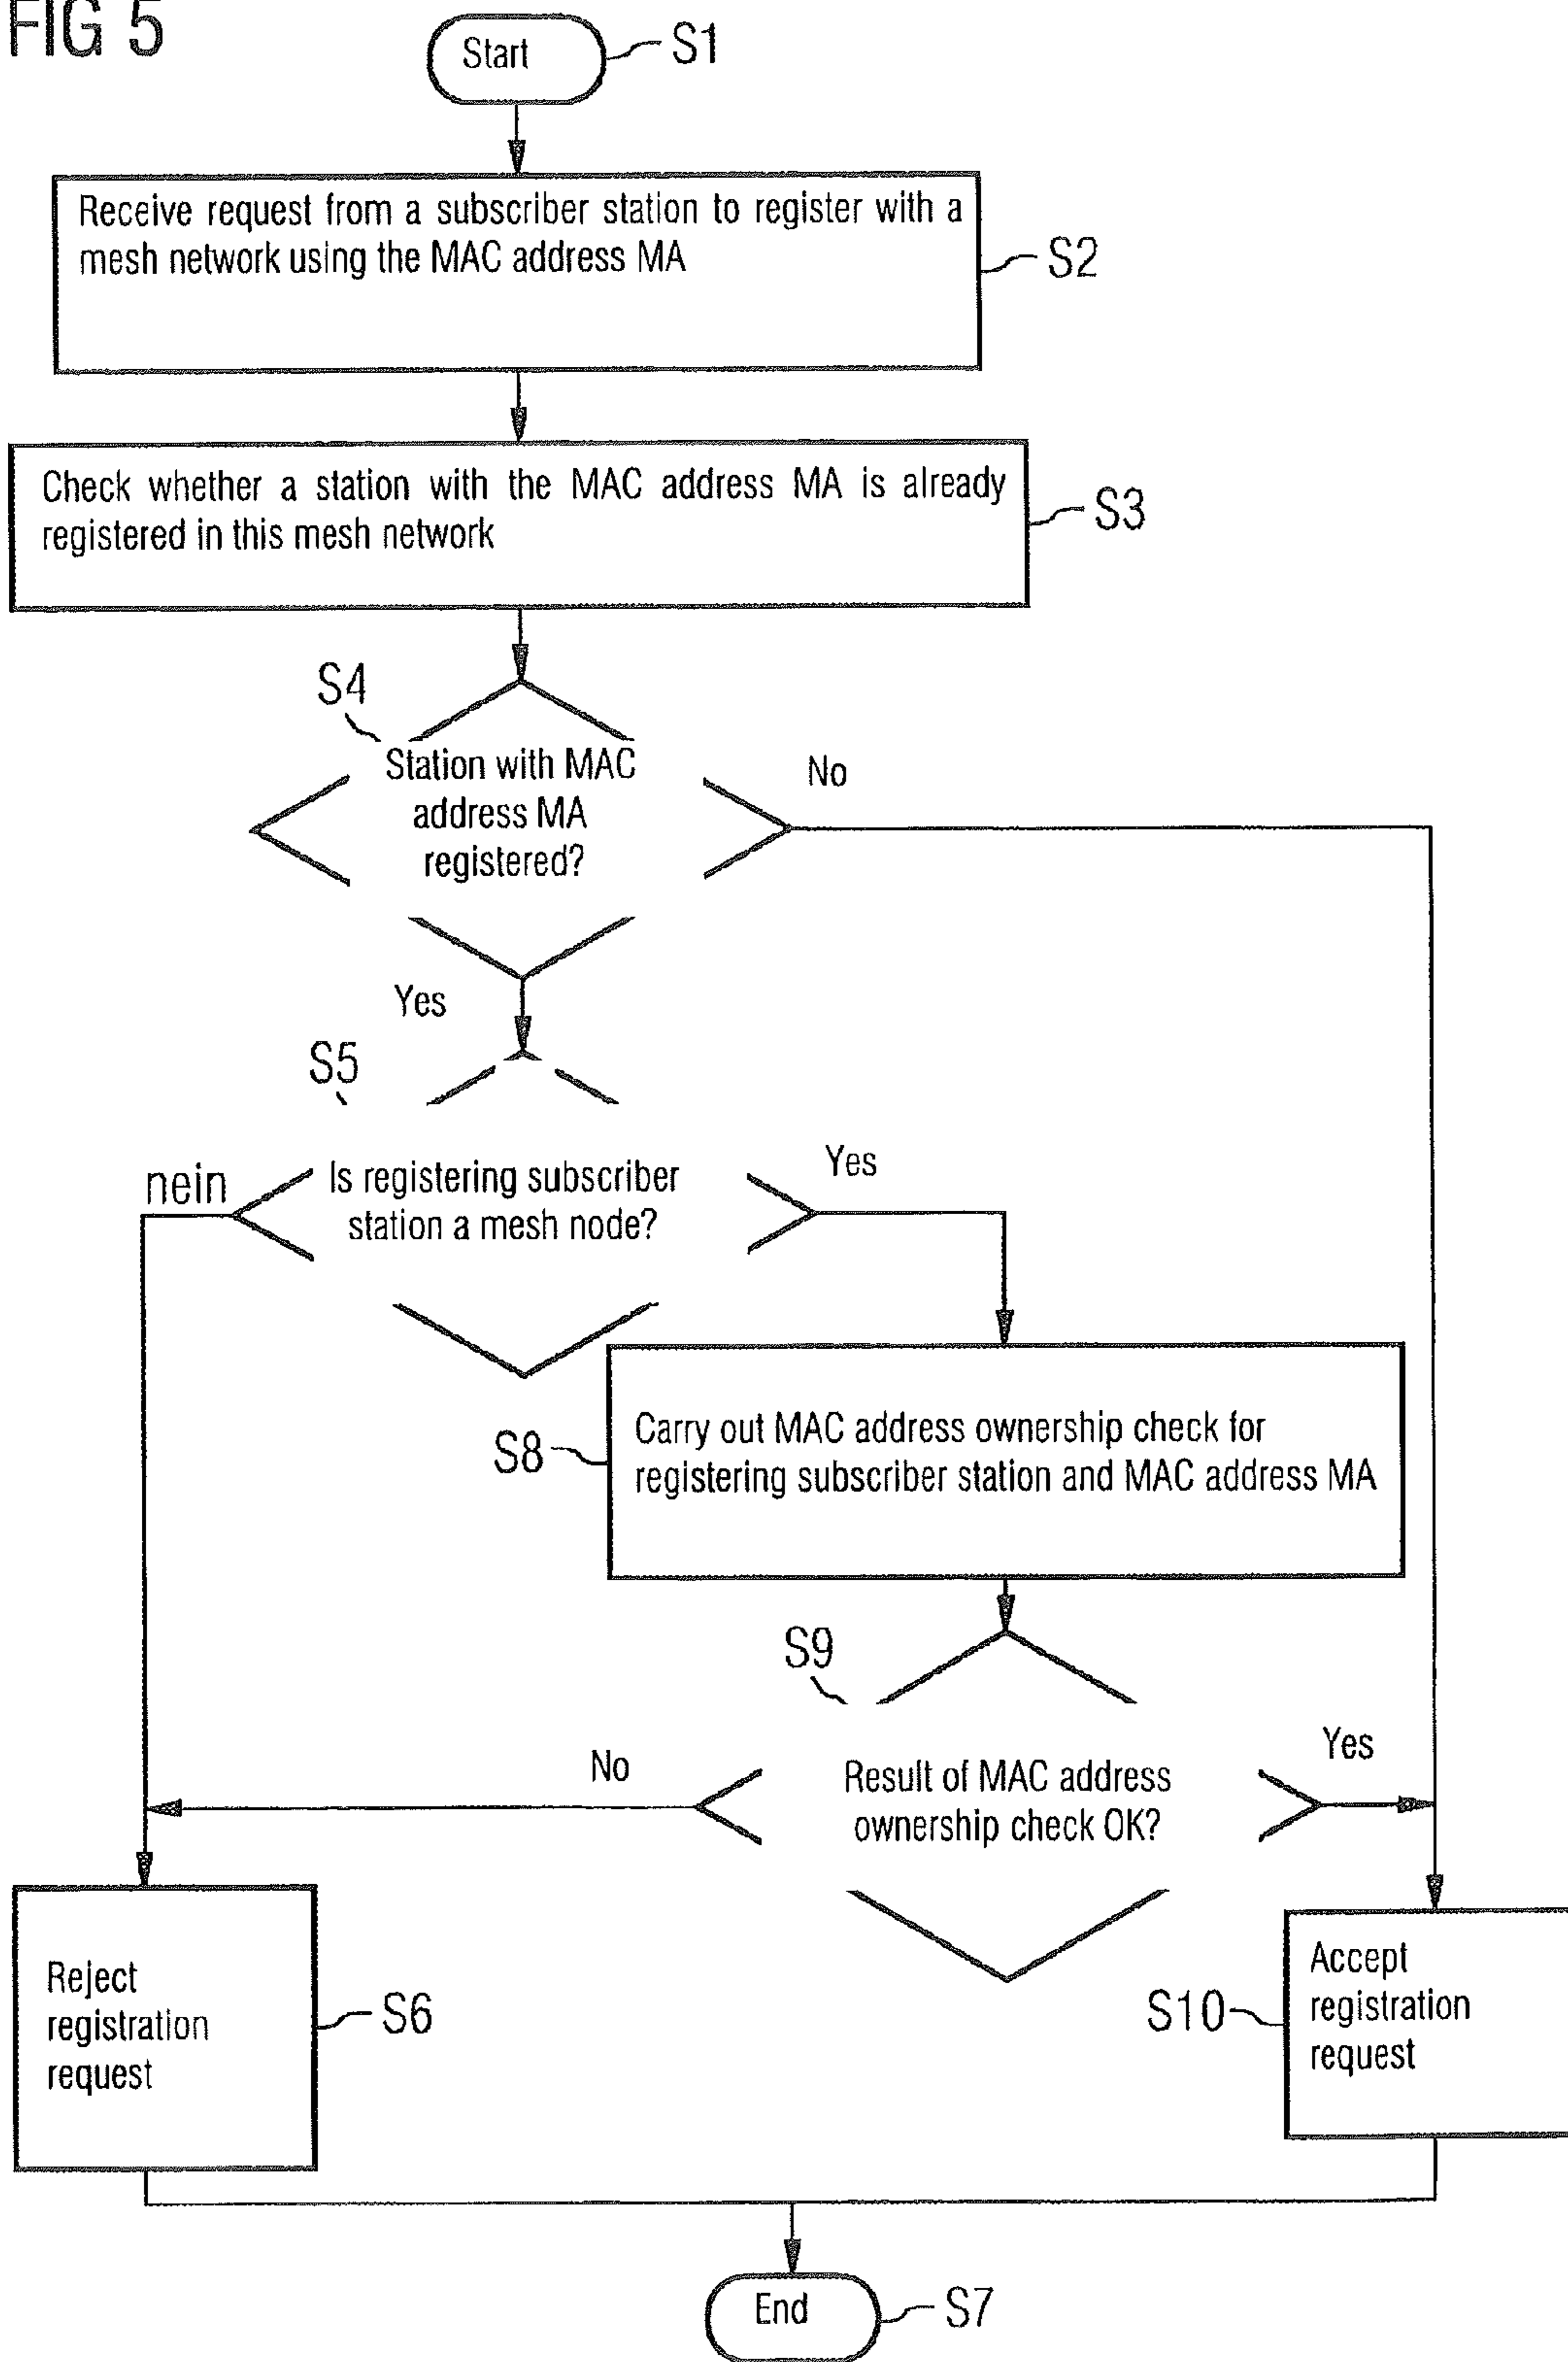 FIG 5
Start
S1
Receive request from a subscriber station to register with a
mesh network using the MAC address MA
S2
Check whether a station with the MAC address MA is already
registered in this mesh network
S3
S4
Station with MAC
address MA
registered?
No
Yes
S5
nein
Is registering subscriber
station a mesh node?
Yes
S8
Carry out MAC address ownership check for
registering subscriber station and MAC address MA
S9
No
Result of MAC address
ownership check OK?
Yes
Reject
registration
request
S6
S10
Accept
registration
request
End
S7